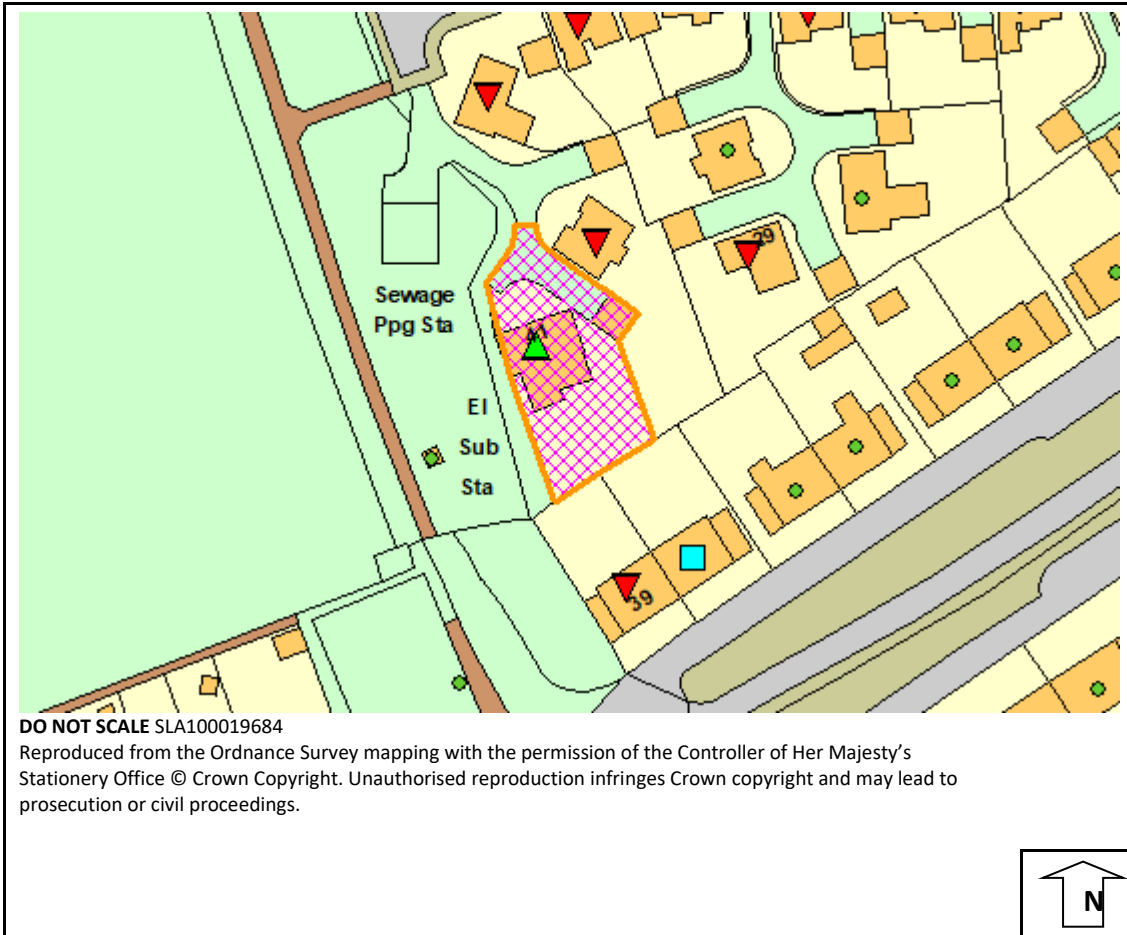 29
Sewage
Ppg Sta
El
Sub
Sta
39
DO NOT SCALE SLA100019684
Reproduced from the Ordnance Survey mapping with the permission of the Controller of Her Majesty’s
Stationery Office © Crown Copyright. Unauthorised reproduction infringes Crown copyright and may lead to
prosecution or civil proceedings.
N